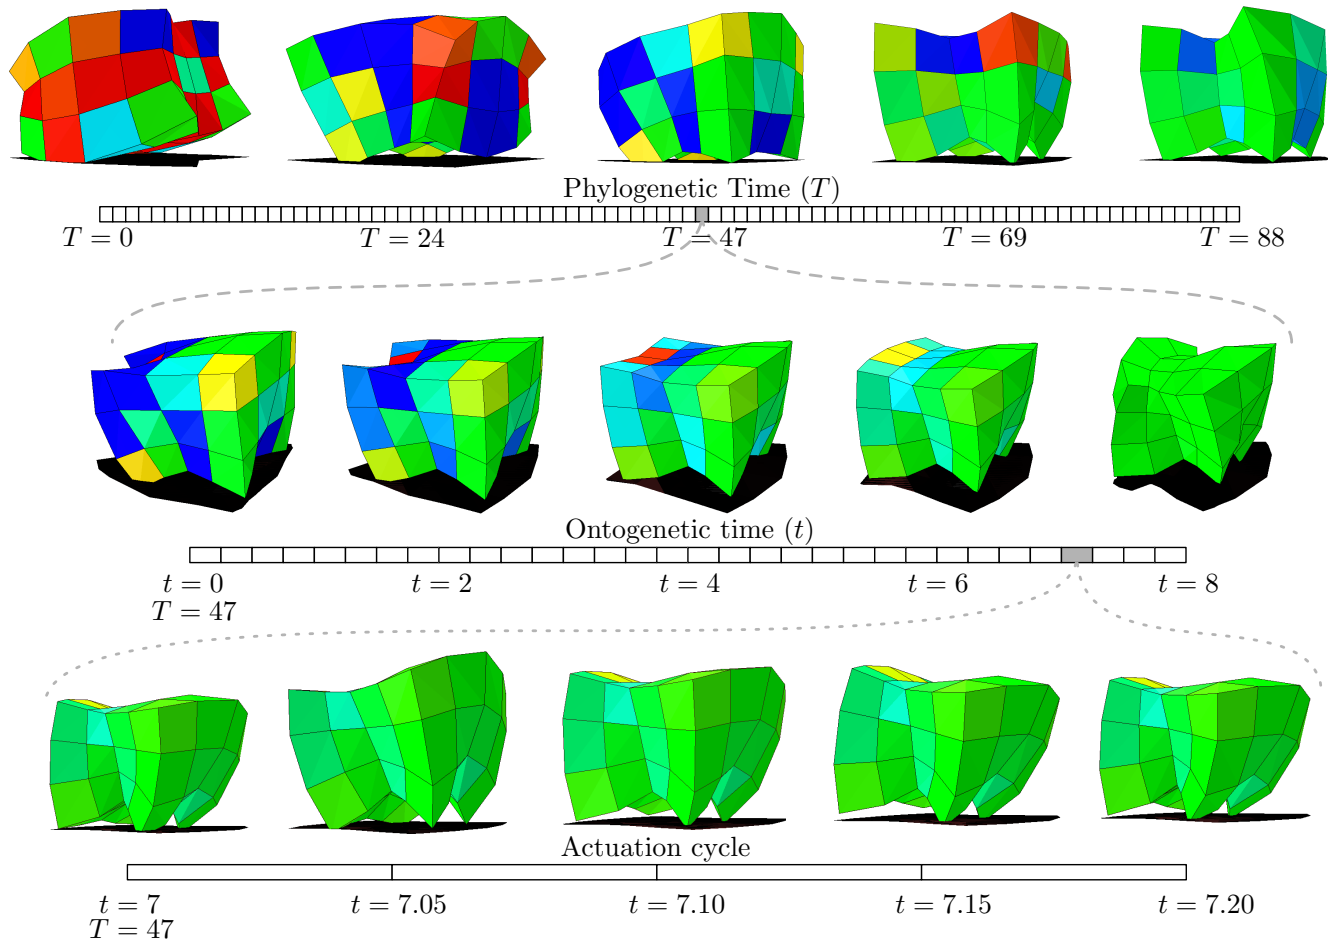 Phylogenetic Time (T)
T = 0
T = 24
T = 47
T = 69
T = 88
Ontogenetic time (t)
t = 0
t = 2
t = 4
t = 6
t = 8
T = 47
Actuation cycle
t = 7
t = 7.05
t = 7.10
t = 7.15
t = 7.20
T = 47